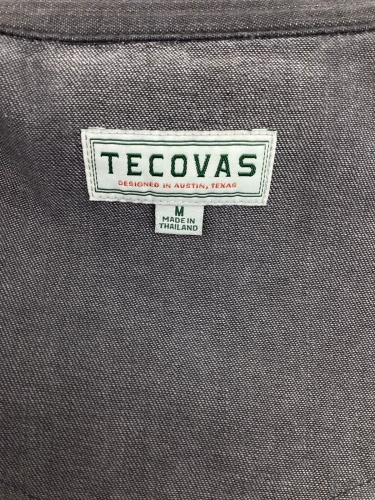 TECOVAS
DESIGNED IN AUSTIN, TEXAS
M
MADE IN
THAILAND